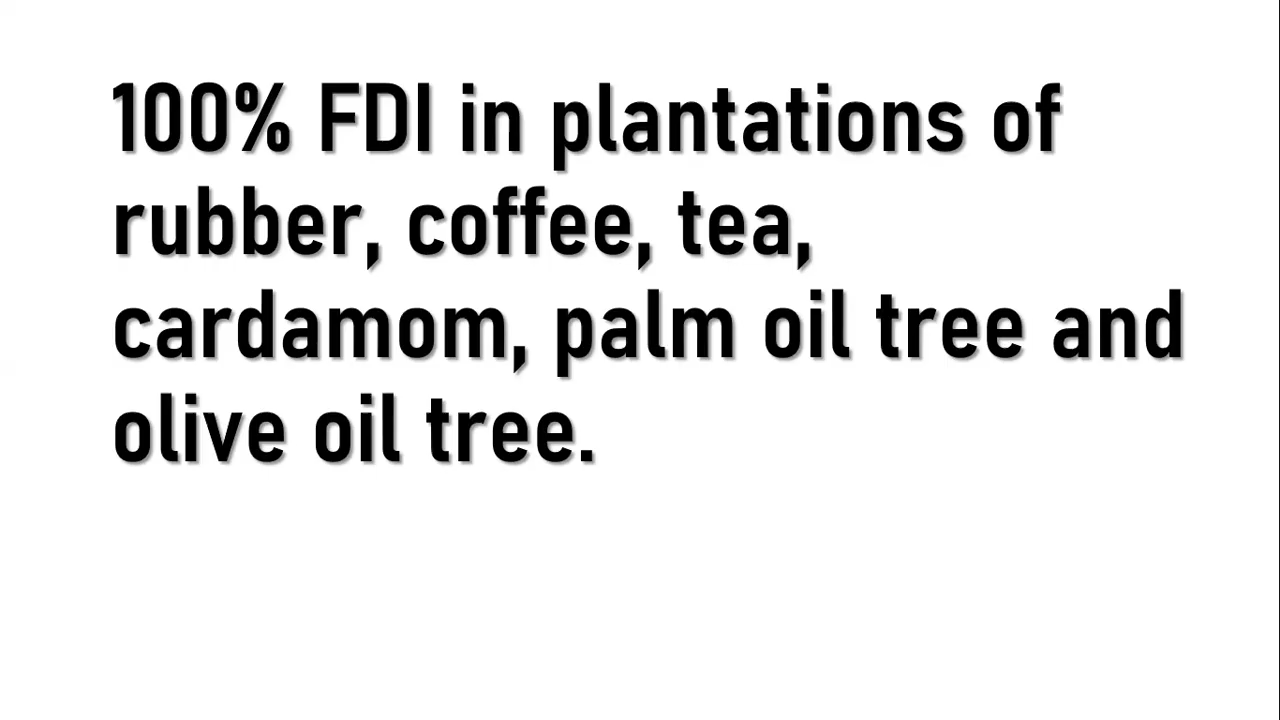 100% FDI in plantations of
rubber, coffee, tea,
cardamom, palm oil tree and
olive oil tree.